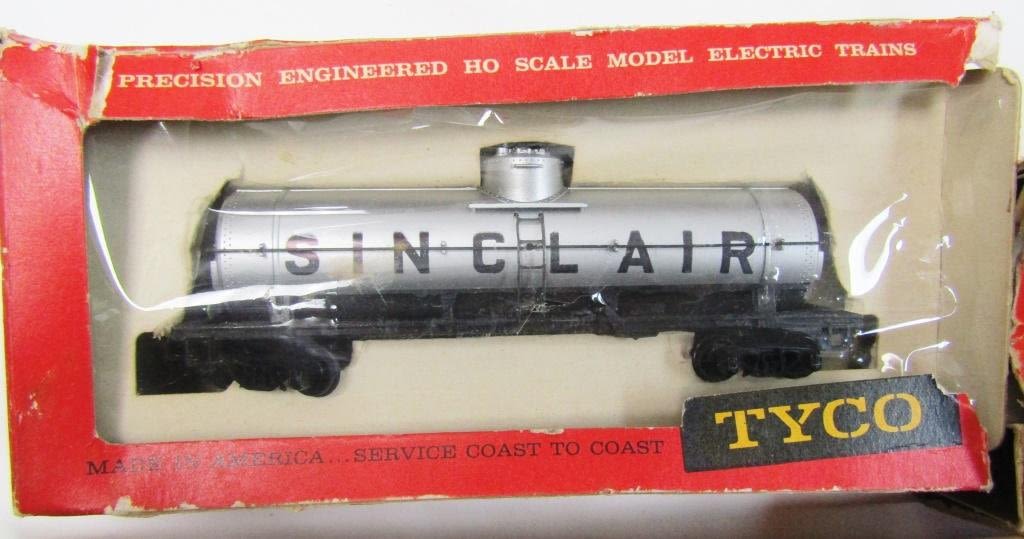 PRECISION ENGINEERED HO SCALE MODEL ELECTRIC TRAINS
SINCLAIR
TYCO
MADE IN AMERICA...SERVICE COAST TO COAST